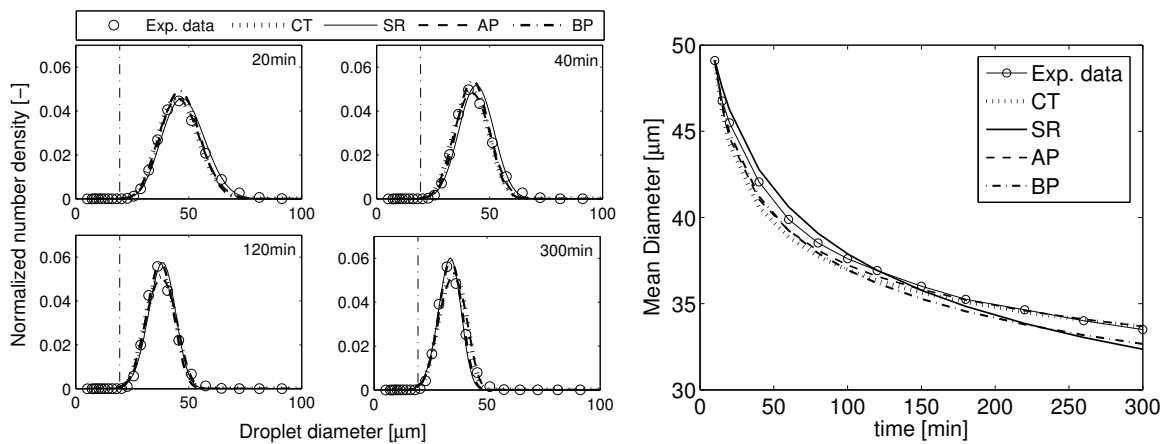 Exp. data CT SR AP BP
20min
0.06
0.04
0.02
0
0 50 100
40min
0.06
0.04
0.02
0
0 50 100
120min
0.06
0.04
0.02
0
0 50 100
300min
0.06
0.04
0.02
0
0 50 100
Normalized number density [–]
Droplet diameter [μm]
50
45
40
35
30
0 50 100 150 200 250 300
Mean Diameter [μm]
time [min]
Exp. data
CT
SR
AP
BP